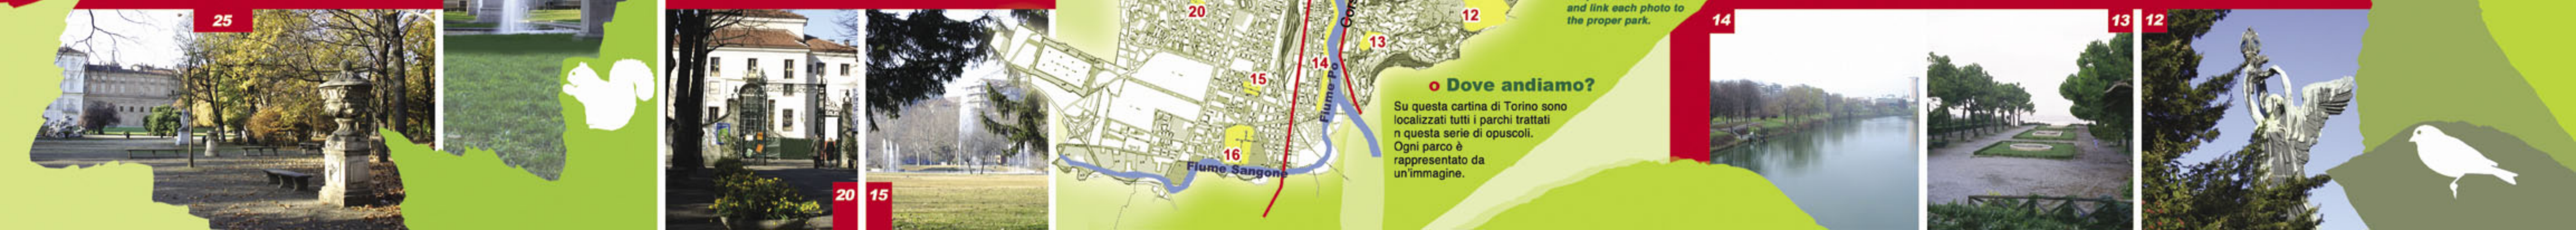 25
20
15
20
15
16
14
13
12
Fiume Po
Fiume Sangone
and link each photo to
the proper park.
o Dove andiamo?
Su questa cartina di Torino sono
localizzati tutti i parchi trattati
n questa serie di opuscoli.
Ogni parco è
rappresentato da
un'immagine.
14
13
12